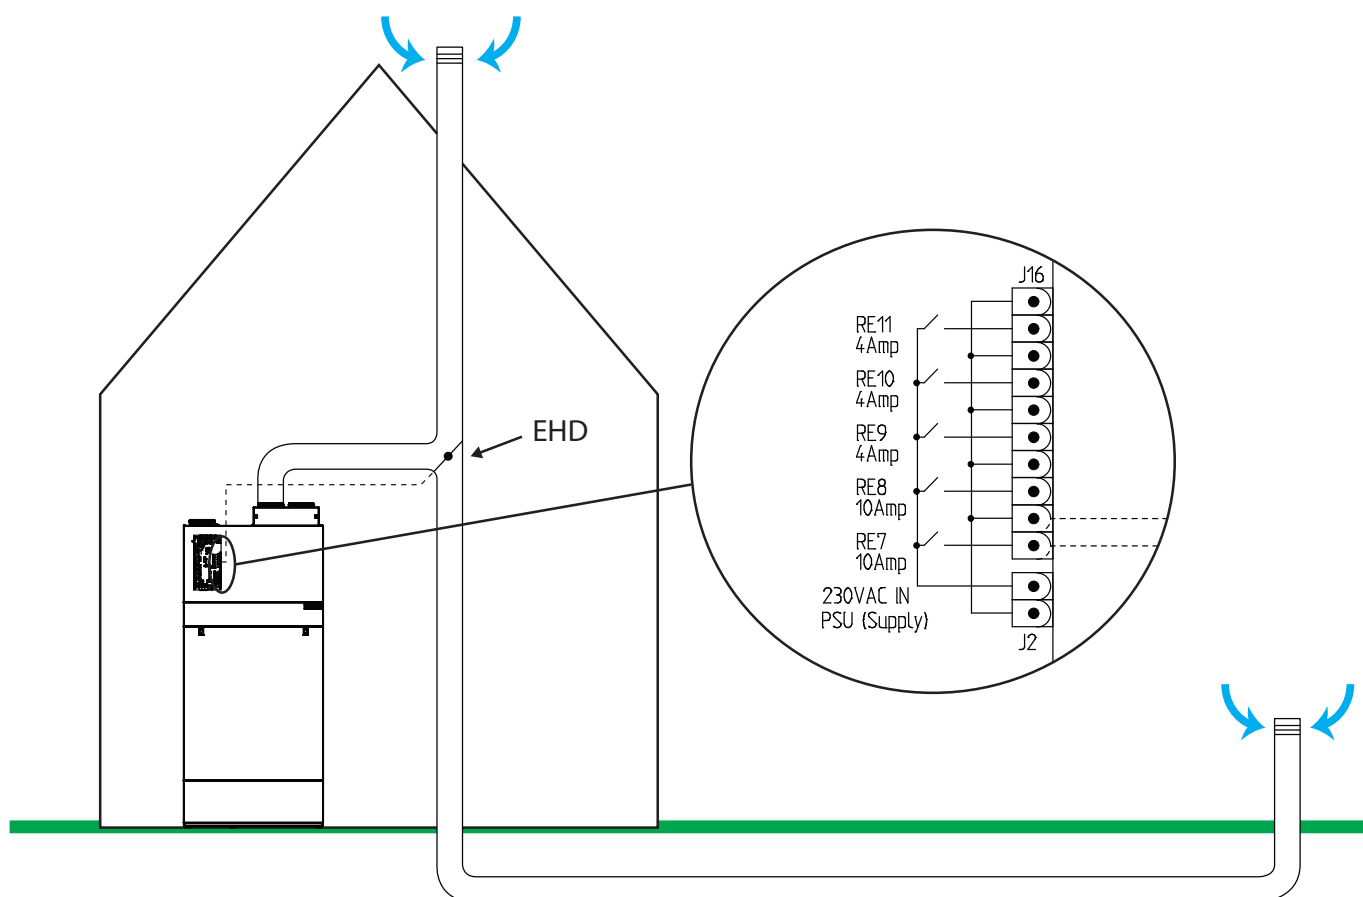 J16
RE11
4Amp
RE10
4Amp
EHD
RE9
4Amp
RE8
10Amp
RE7
10Amp
230VAC IN
PSU (Supply)
J2